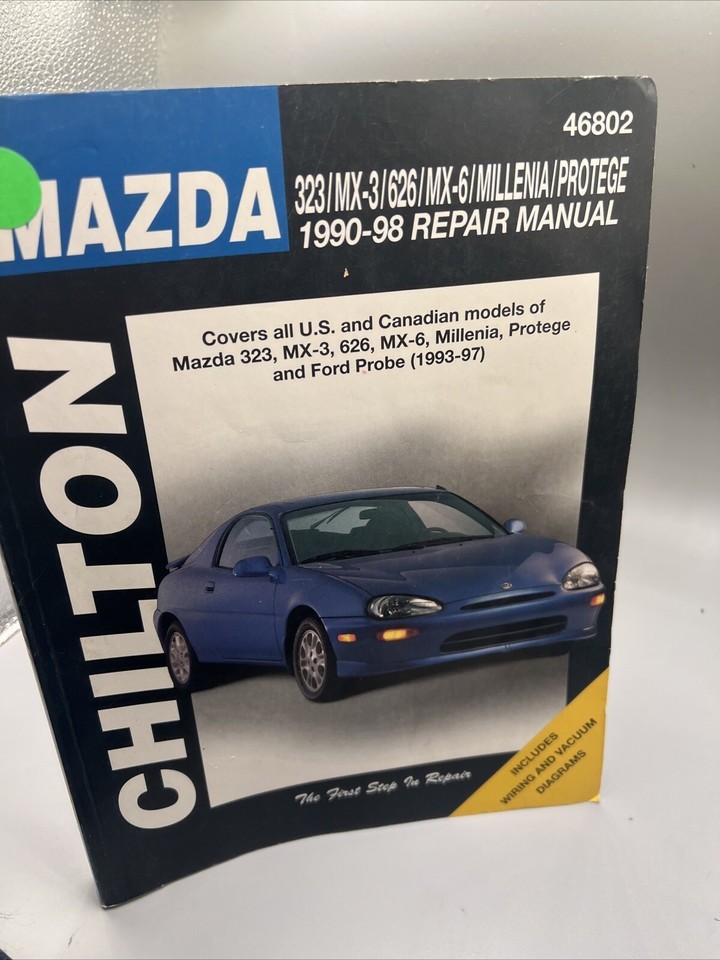 MAZDA
46802
323/MX-3/626/MX-6/MILLENIA/PROTEGE
1990-98 REPAIR MANUAL
Covers all U.S. and Canadian models of
Mazda 323, MX-3, 626, MX-6, Millenia, Protege
and Ford Probe (1993-97)
CHILTON
The First Step In Repair
INCLUDES
WIRING AND VACUUM
DIAGRAMS